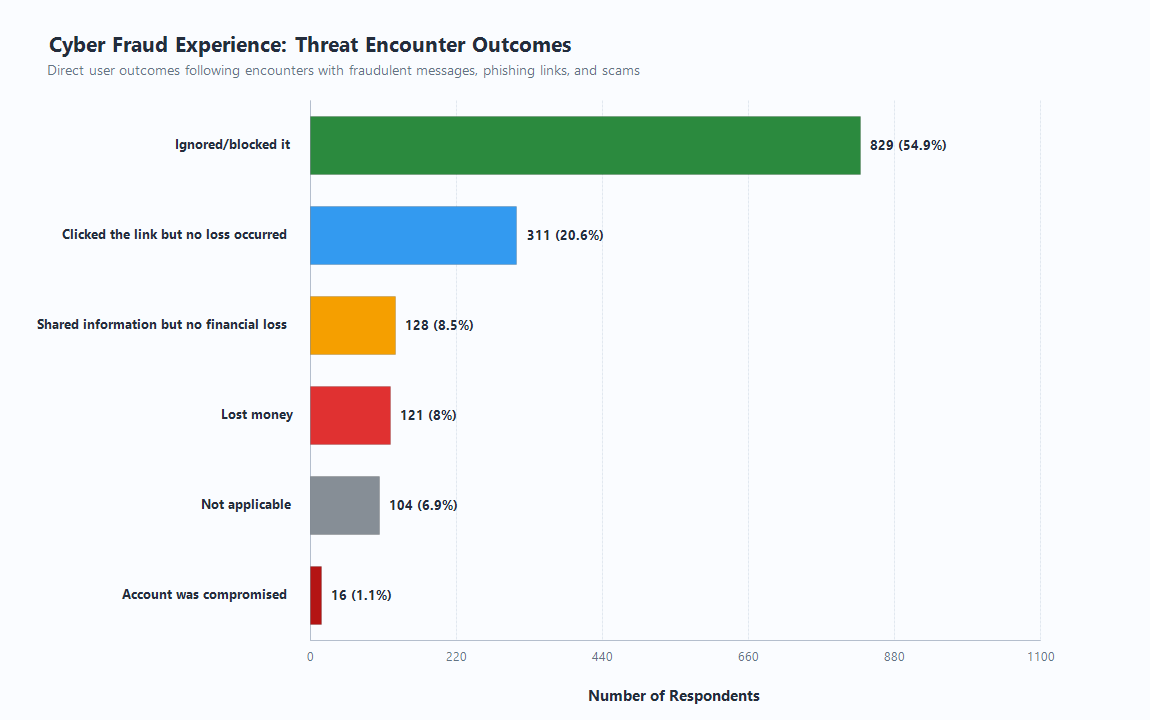 Cyber Fraud Experience: Threat Encounter Outcomes
Direct user outcomes following encounters with fraudulent messages, phishing links, and scams
Ignored/blocked it
829 (54.9%)
Clicked the link but no loss occurred
311 (20.6%)
Shared information but no financial loss
128 (8.5%)
Lost money
121 (8%)
Not applicable
104 (6.9%)
Account was compromised
16 (1.1%)
0 220 440 660 880 1100
Number of Respondents